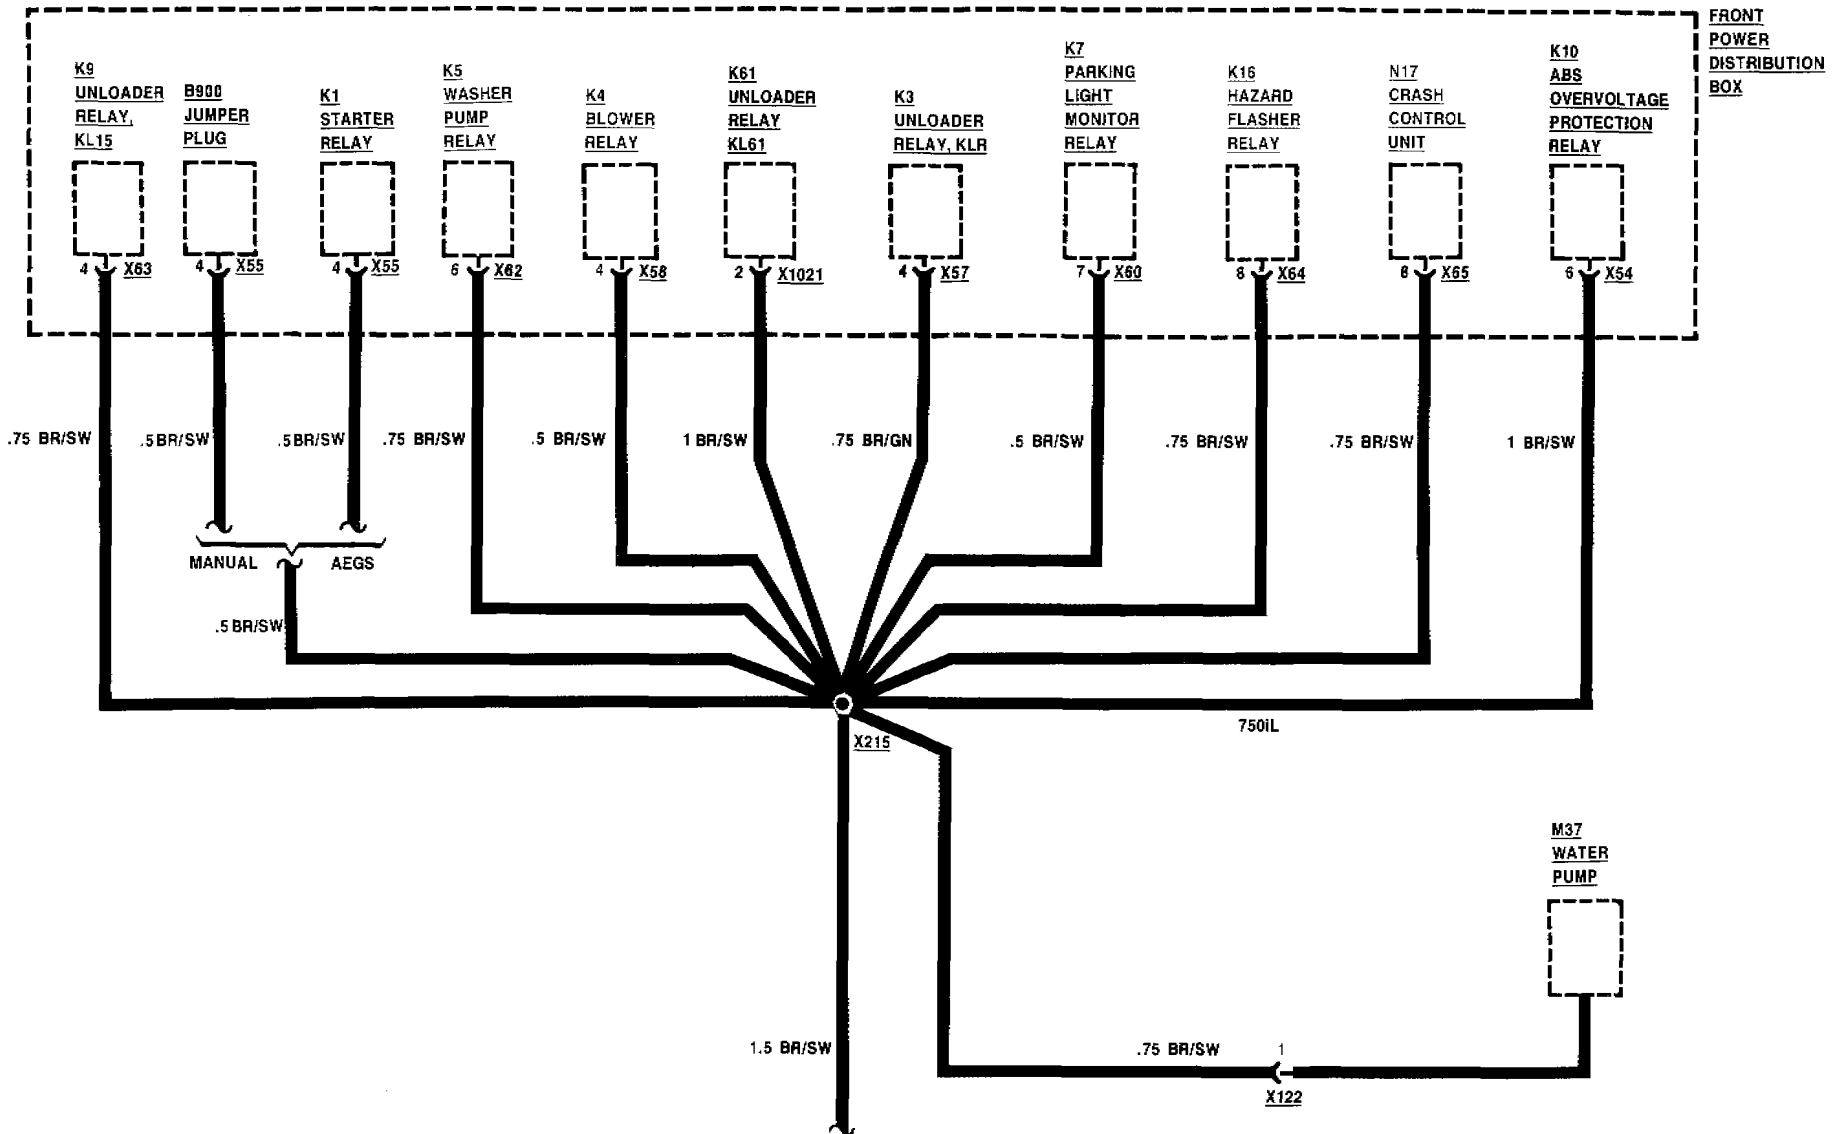 FRONT
POWER
DISTRIBUTION
BOX
K9
UNLOADER
RELAY,
KL15
B900
JUMPER
PLUG
K1
STARTER
RELAY
K5
WASHER
PUMP
RELAY
K4
BLOWER
RELAY
K61
UNLOADER
RELAY
KL61
K3
UNLOADER
RELAY, KLR
K7
PARKING
LIGHT
MONITOR
RELAY
K16
HAZARD
FLASHER
RELAY
N17
CRASH
CONTROL
UNIT
K10
ABS
OVERVOLTAGE
PROTECTION
RELAY
4 X63
4 X55
4 X55
6 X62
4 X58
2 X1021
4 X57
7 X60
8 X64
6 X65
6 X54
.75 BR/SW
.5 BR/SW
.5 BR/SW
.75 BR/SW
.5 BR/SW
1 BR/SW
.75 BR/GN
.5 BR/SW
.75 BR/SW
.75 BR/SW
1 BR/SW
MANUAL
AEGS
.5 BR/SW
X215
750iL
M37
WATER
PUMP
1.5 BR/SW
.75 BR/SW
1
X122